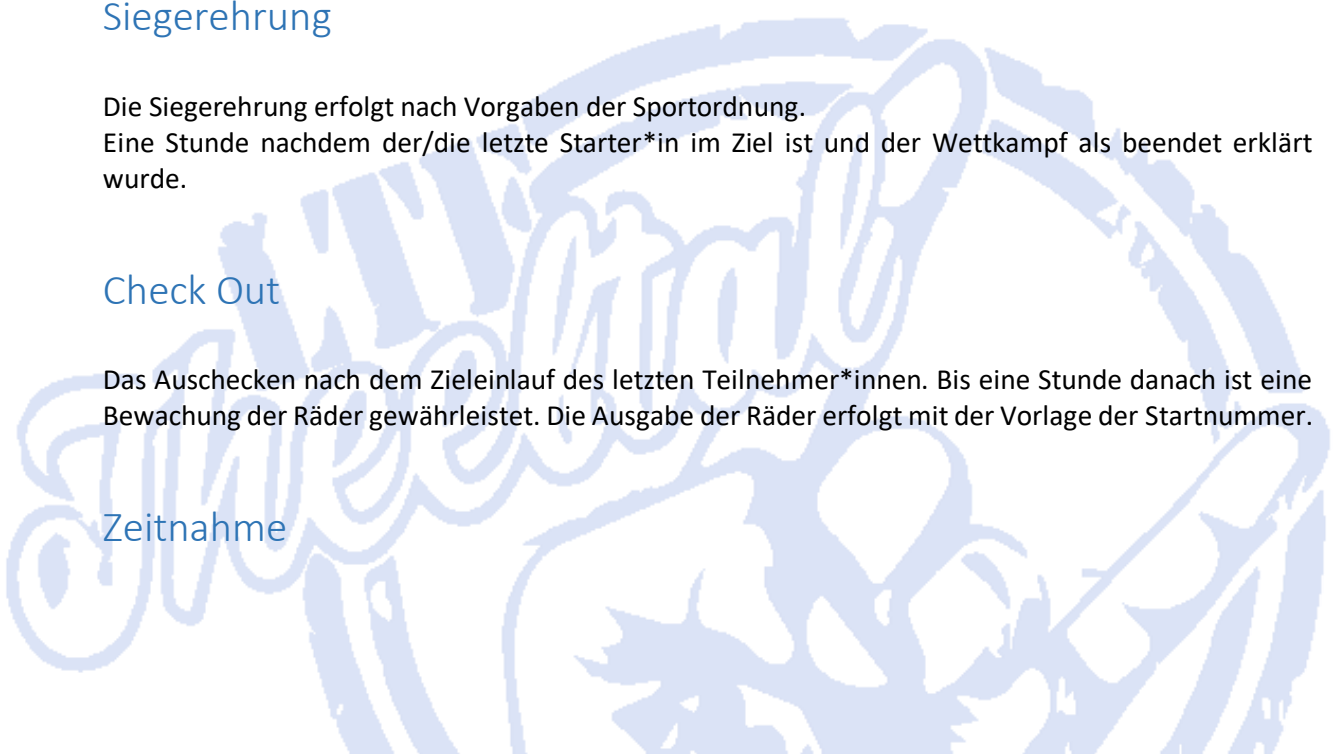 Siegerehrung
Die Siegerehrung erfolgt nach Vorgaben der Sportordnung.
Eine Stunde nachdem der/die letzte Starter*in im Ziel ist und der Wettkampf als beendet erklärt
wurde.
LTF
Theeltal
Check Out
Das Auschecken nach dem Zieleinlauf des letzten Teilnehmer*innen. Bis eine Stunde danach ist eine
Bewachung der Räder gewährleistet. Die Ausgabe der Räder erfolgt mit der Vorlage der Startnummer.
Zeitnahme